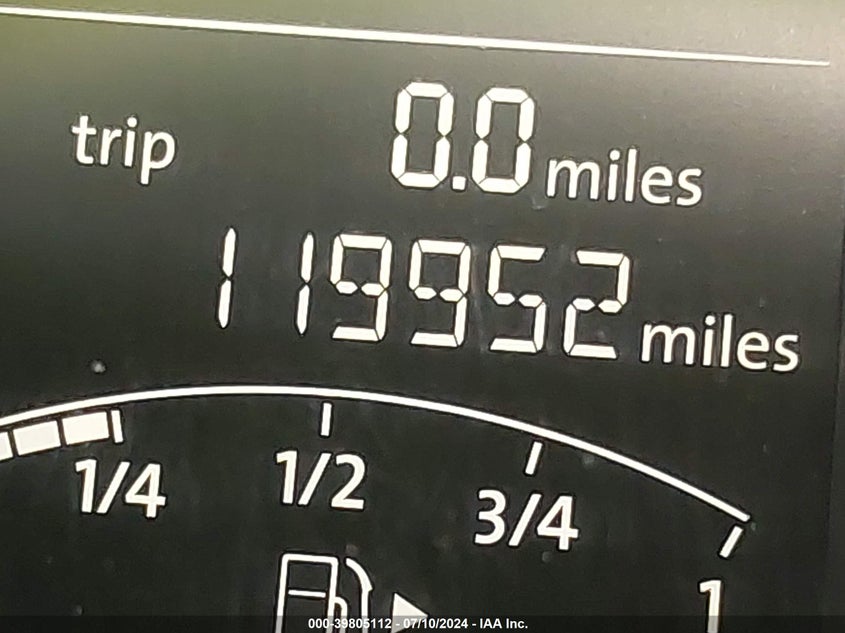 trip 0.0 miles
119952 miles
1/4 1/2 3/4 1
000-39805112 - 07/10/2024 - IAA Inc.